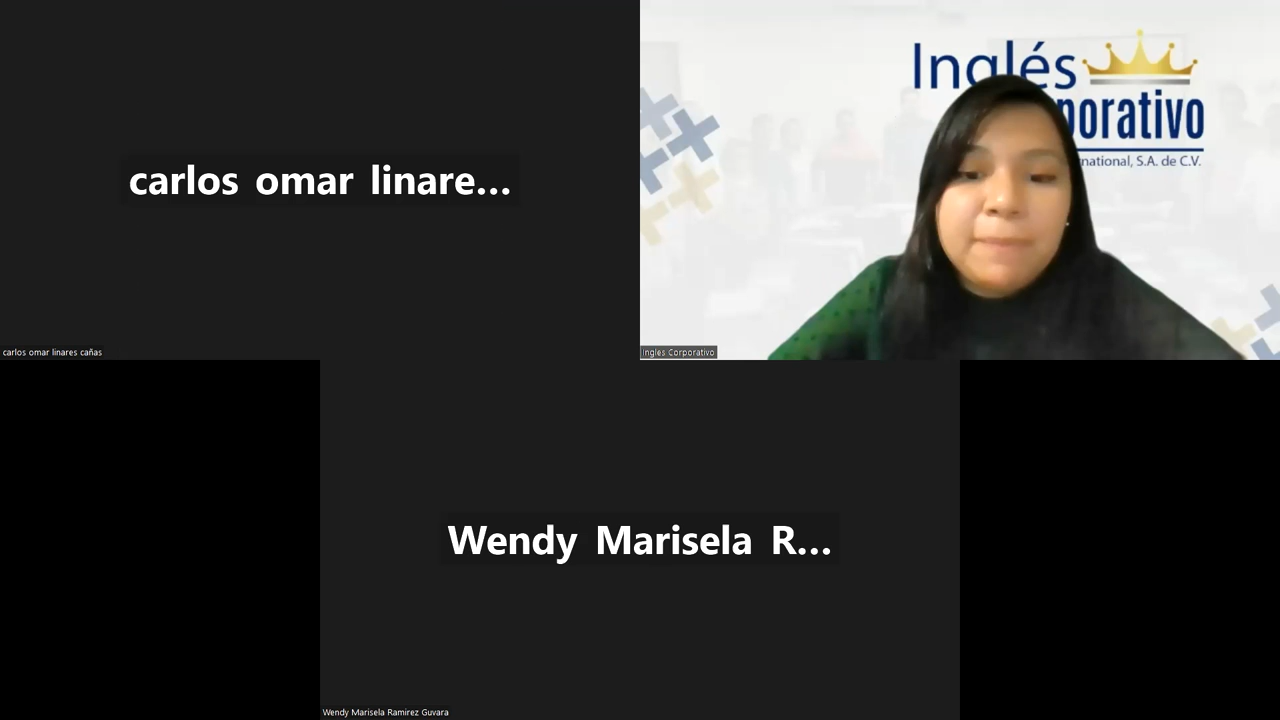 carlos omar linare...
carlos omar linares cañas
Inglés
porativo
national, S.A. de C.V.
Ingles Corporativo
Wendy Marisela R...
Wendy Marisela Ramirez Guvara